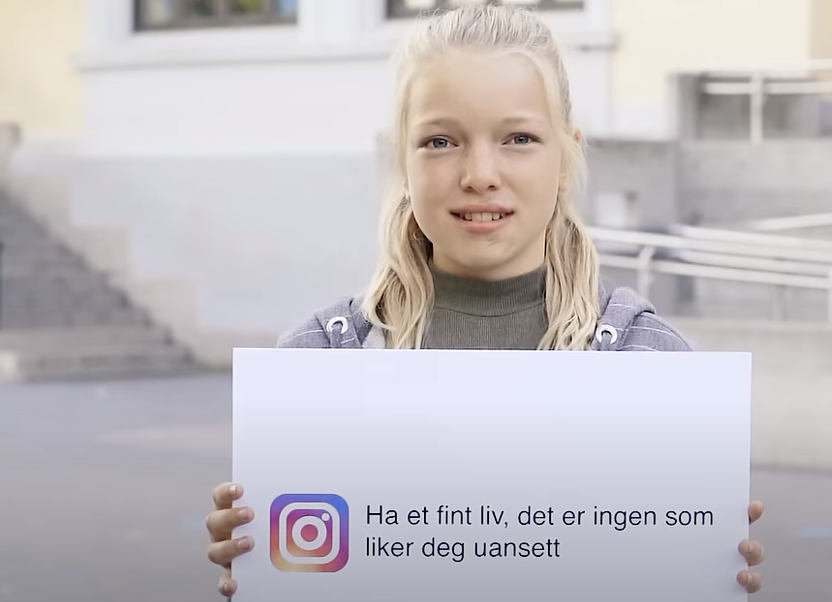 Ha et fint liv, det er ingen som
liker deg uansett